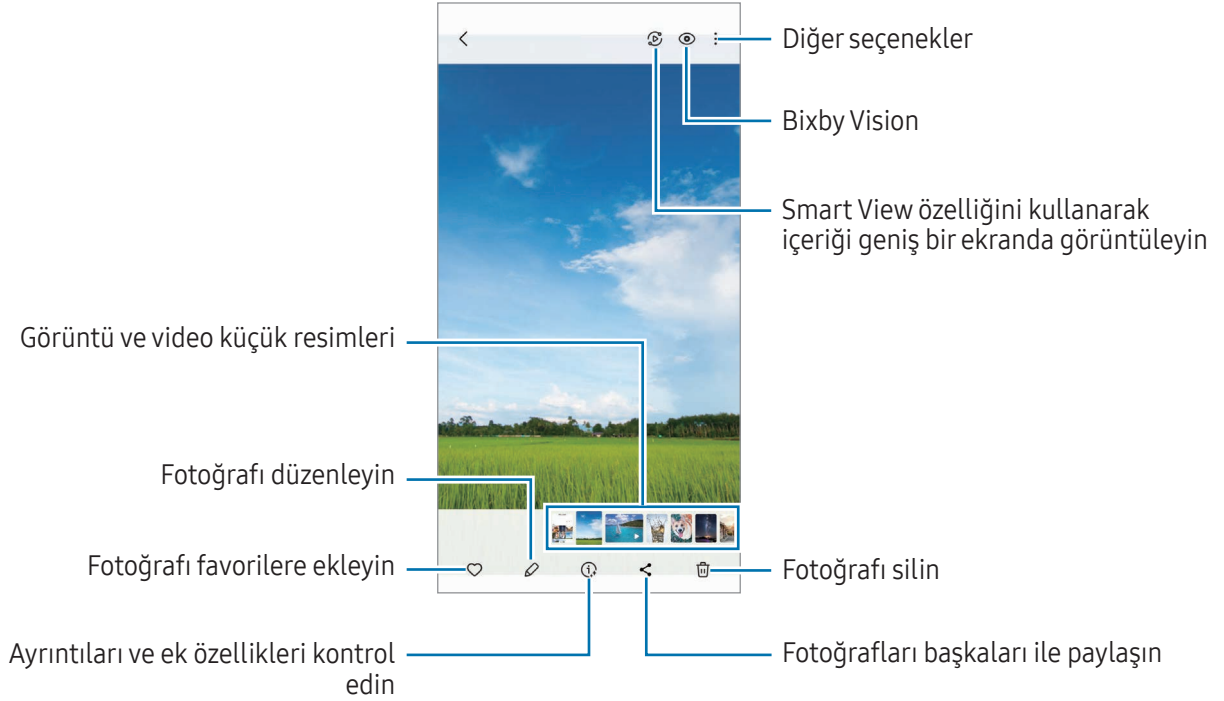 Diğer seçenekler
Bixby Vision
Smart View özelliğini kullanarak
içeriği geniş bir ekranda görüntüleyin
Görüntü ve video küçük resimleri
Fotoğrafı düzenleyin
Fotoğrafı favorilere ekleyin
Fotoğrafı silin
Ayrıntıları ve ek özellikleri kontrol
edin
Fotoğrafları başkaları ile paylaşın